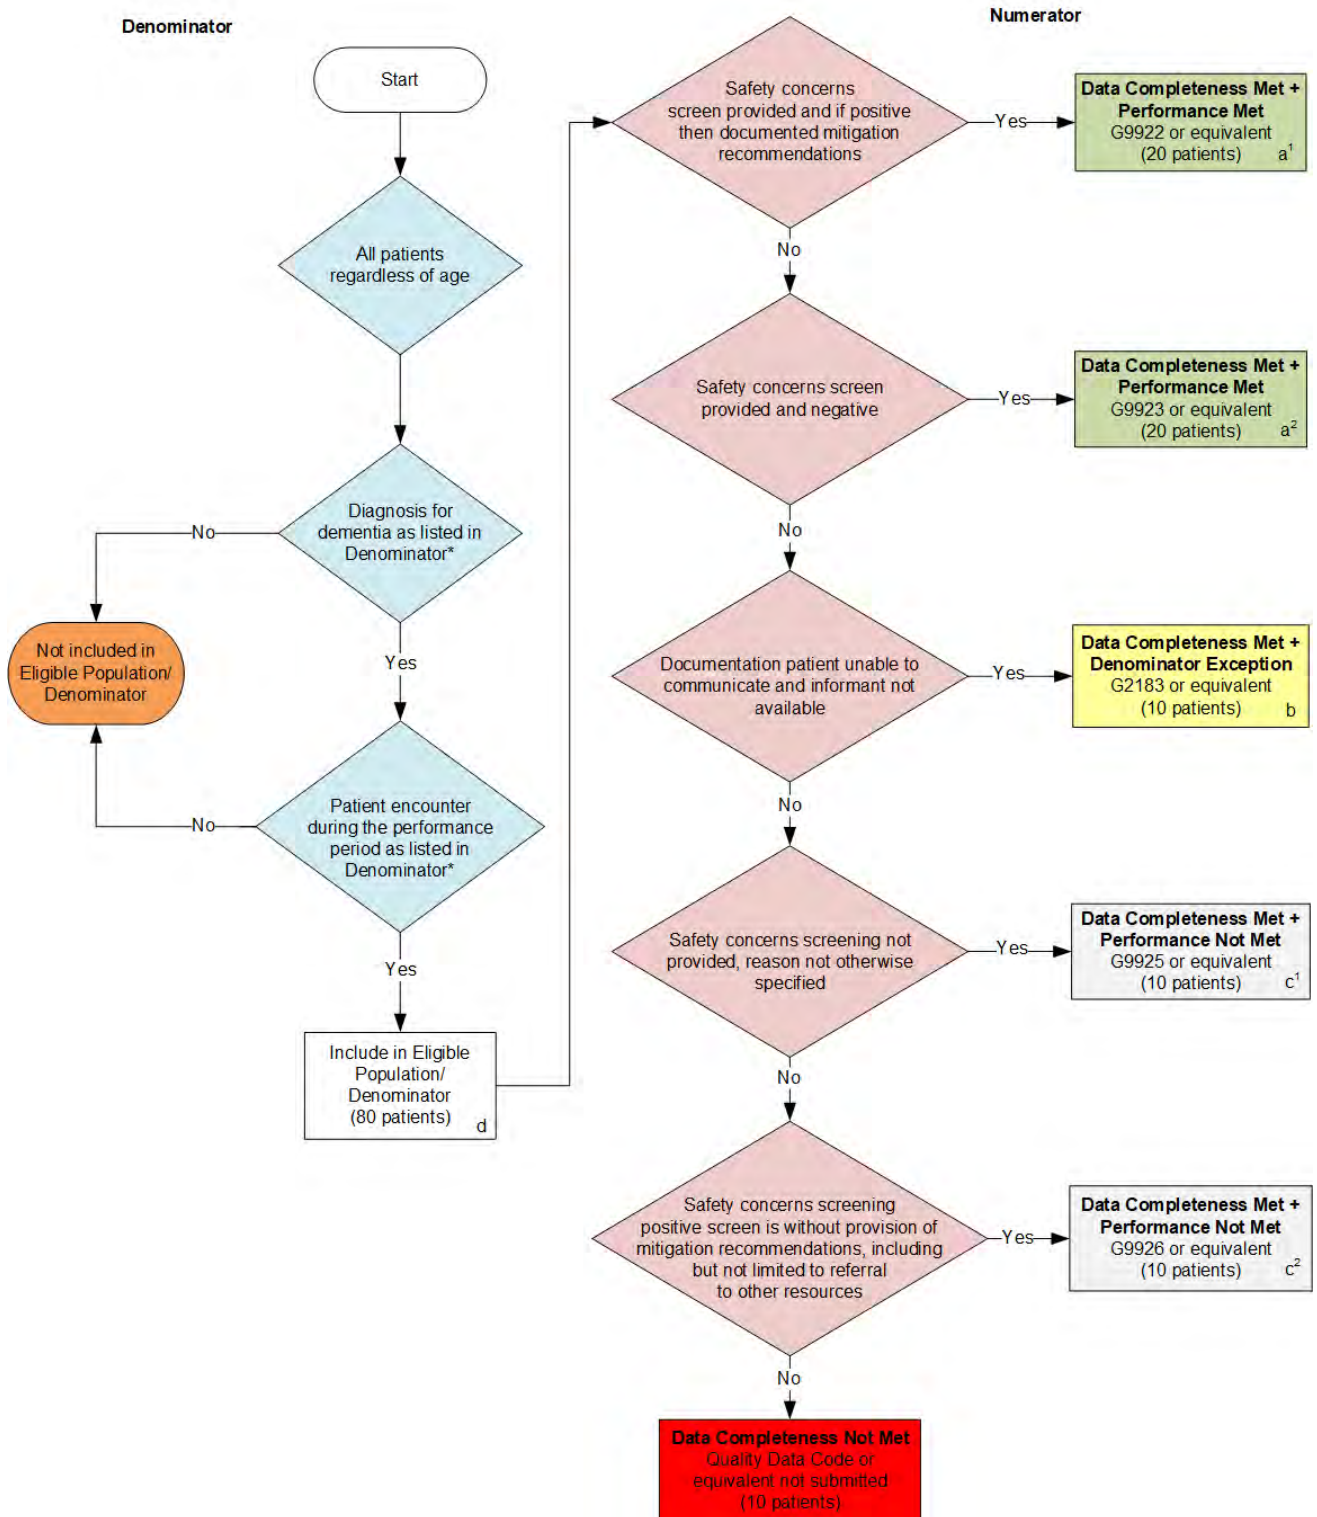 Denominator
Start
All patients
regardless of age
Diagnosis for
dementia as listed in
Denominator*
No
Yes
Not included in
Eligible Population/
Denominator
Patient encounter
during the performance
period as listed in
Denominator*
No
Yes
Include in Eligible
Population/
Denominator
(80 patients)
d
Numerator
Safety concerns
screen provided and if positive
then documented mitigation
recommendations
Yes
Data Completeness Met +
Performance Met
G9922 or equivalent
(20 patients) a¹
No
Safety concerns screen
provided and negative
Yes
Data Completeness Met +
Performance Met
G9923 or equivalent
(20 patients) a²
No
Documentation patient unable to
communicate and informant not
available
Yes
Data Completeness Met +
Denominator Exception
G2183 or equivalent
(10 patients) b
No
Safety concerns screening not
provided, reason not otherwise
specified
Yes
Data Completeness Met +
Performance Not Met
G9925 or equivalent
(10 patients) c¹
No
Safety concerns screening
positive screen is without provision of
mitigation recommendations, including
but not limited to referral
to other resources
Yes
Data Completeness Met +
Performance Not Met
G9926 or equivalent
(10 patients) c²
No
Data Completeness Not Met
Quality Data Code or
equivalent not submitted
(10 patients)